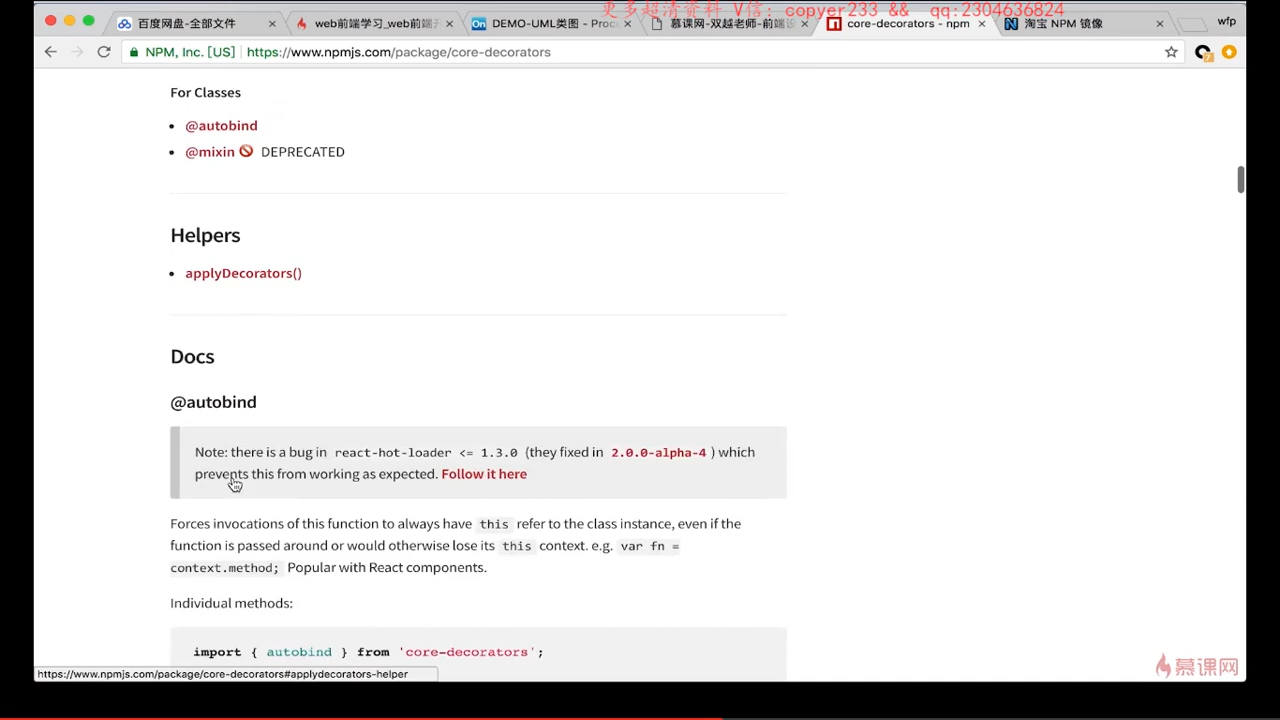 更多超清资料 V信：copyer233 && qq:2304636824
百度网盘-全部文件
web前端学习_web前端开
DEMO-UML类图 - Proc
慕课网-双越老师-前端设
core-decorators - npm
淘宝 NPM 镜像
wfp
NPM, Inc. [US]
https://www.npmjs.com/package/core-decorators
For Classes
@autobind
@mixin 🚫 DEPRECATED
Helpers
applyDecorators()
Docs
@autobind
Note: there is a bug in react-hot-loader <= 1.3.0 (they fixed in 2.0.0-alpha-4 ) which
prevents this from working as expected. Follow it here
Forces invocations of this function to always have this refer to the class instance, even if the
function is passed around or would otherwise lose its this context. e.g. var fn =
context.method; Popular with React components.
Individual methods:
import { autobind } from 'core-decorators';
https://www.npmjs.com/package/core-decorators#applydecorators-helper
慕课网